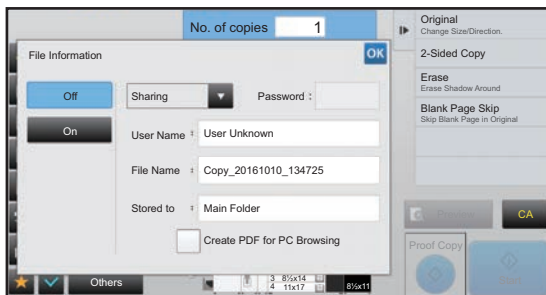 No. of copies 1
File Information
OK
Off
On
Sharing
Password :
User Name : User Unknown
File Name : Copy_20161010_134725
Stored to : Main Folder
Create PDF for PC Browsing
Others
3 8½x14
4 11x17
8½x11
Original
Change Size/Direction.
2-Sided Copy
Erase
Erase Shadow Around
Blank Page Skip
Skip Blank Page in Original
CA
Proof Copy
Start